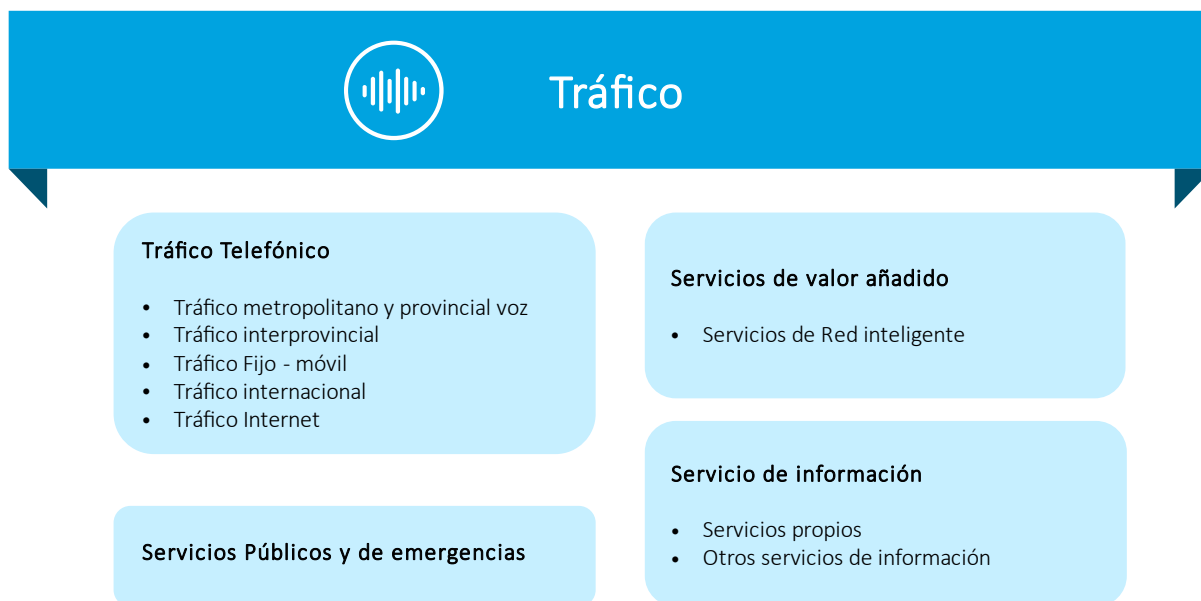 Tráfico
Tráfico Telefónico
• Tráfico metropolitano y provincial voz
• Tráfico interprovincial
• Tráfico Fijo - móvil
• Tráfico internacional
• Tráfico Internet
Servicios Públicos y de emergencias
Servicios de valor añadido
• Servicios de Red inteligente
Servicio de información
• Servicios propios
• Otros servicios de información